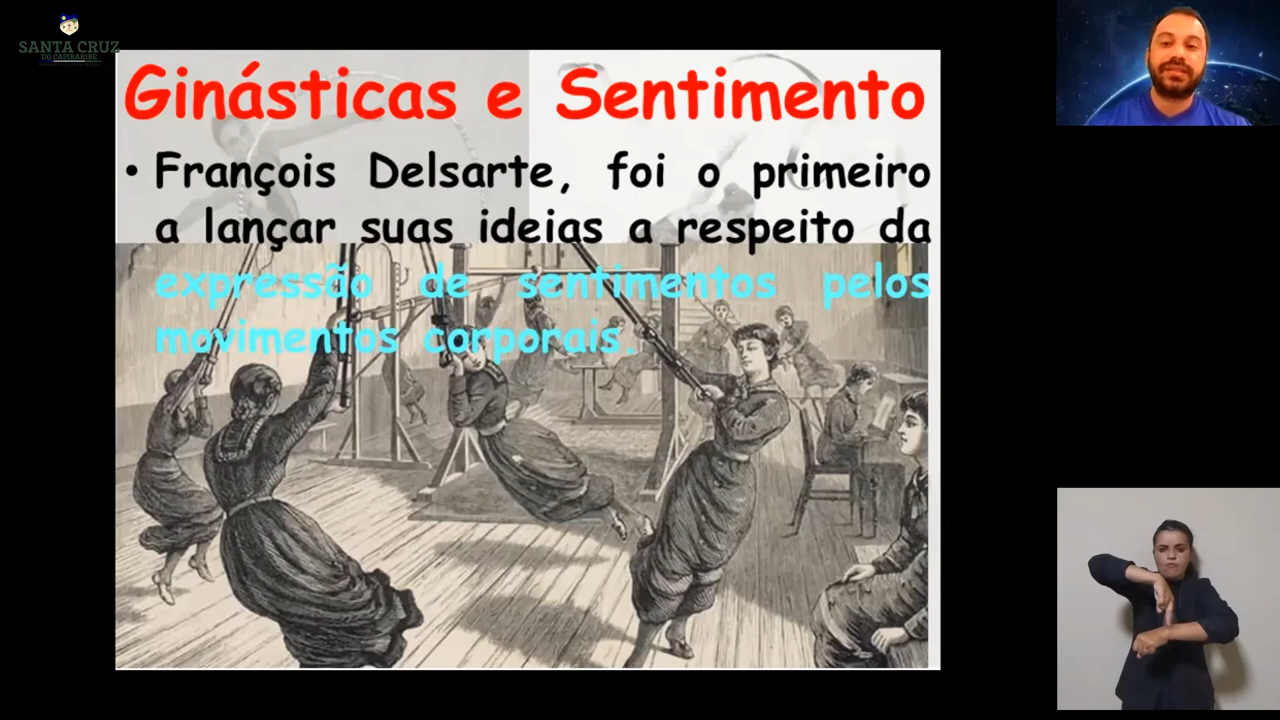 SANTA CRUZ
DO CAPIBARIBE
Ginásticas e Sentimento
• François Delsarte, foi o primeiro
a lançar suas ideias a respeito da
expressão de sentimentos pelos
movimentos corporais.